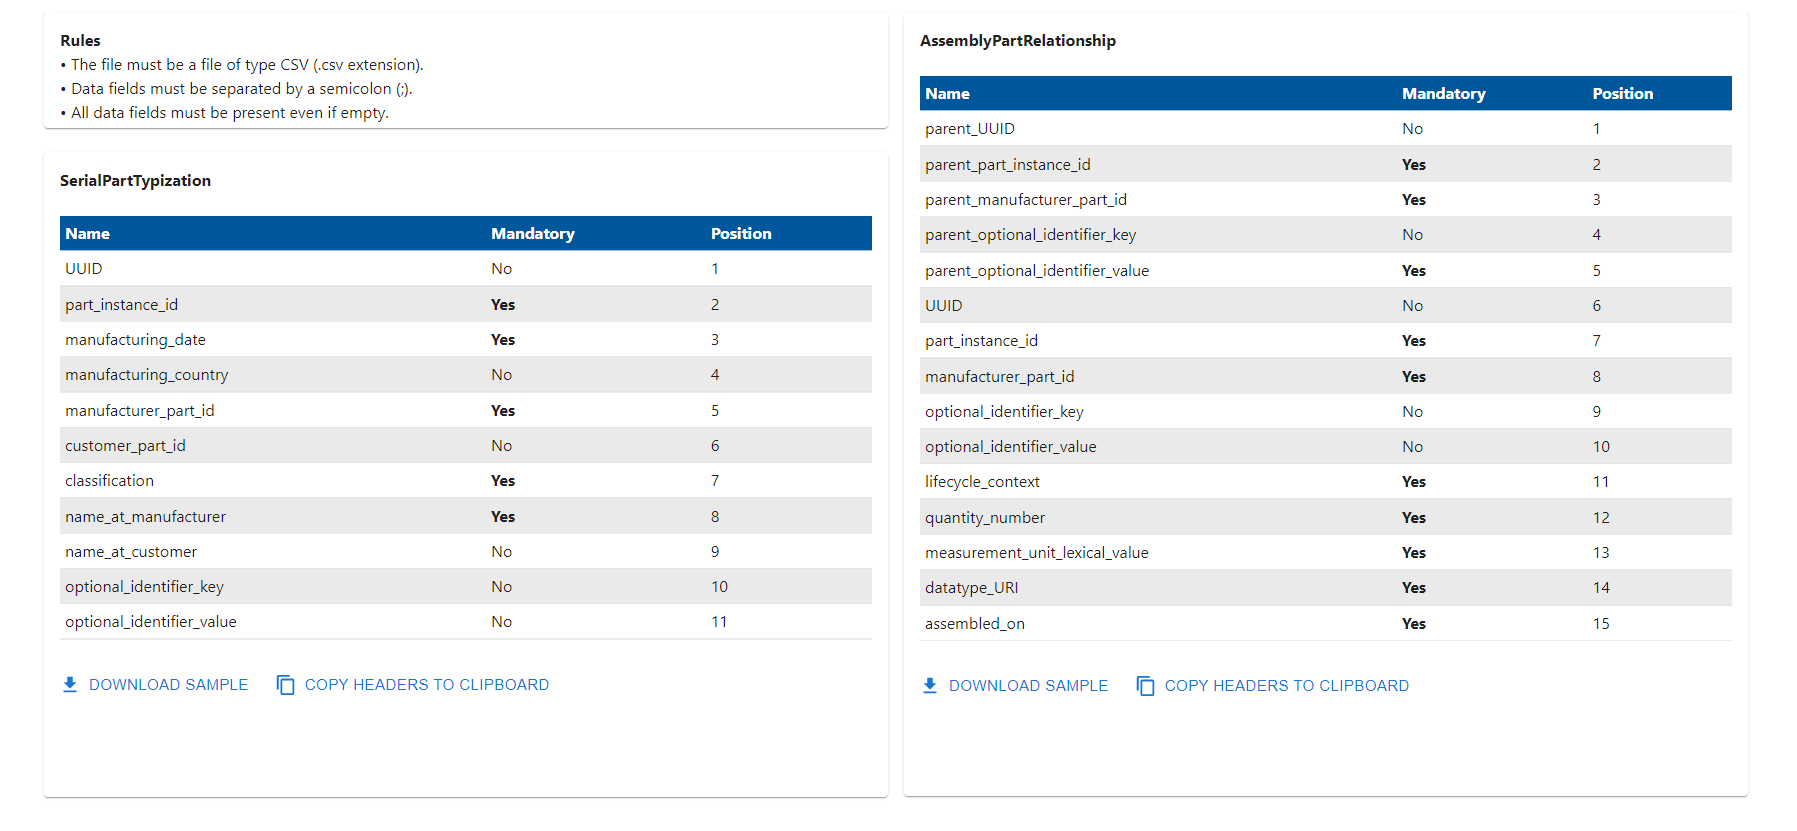 Rules
• The file must be a file of type CSV (.csv extension).
• Data fields must be separated by a semicolon (;).
• All data fields must be present even if empty.
SerialPartTypization
Name Mandatory Position
UUID No 1
part_instance_id Yes 2
manufacturing_date Yes 3
manufacturing_country No 4
manufacturer_part_id Yes 5
customer_part_id No 6
classification Yes 7
name_at_manufacturer Yes 8
name_at_customer No 9
optional_identifier_key No 10
optional_identifier_value No 11
DOWNLOAD SAMPLE COPY HEADERS TO CLIPBOARD
AssemblyPartRelationship
Name Mandatory Position
parent_UUID No 1
parent_part_instance_id Yes 2
parent_manufacturer_part_id Yes 3
parent_optional_identifier_key No 4
parent_optional_identifier_value Yes 5
UUID No 6
part_instance_id Yes 7
manufacturer_part_id Yes 8
optional_identifier_key No 9
optional_identifier_value No 10
lifecycle_context Yes 11
quantity_number Yes 12
measurement_unit_lexical_value Yes 13
datatype_URI Yes 14
assembled_on Yes 15
DOWNLOAD SAMPLE COPY HEADERS TO CLIPBOARD